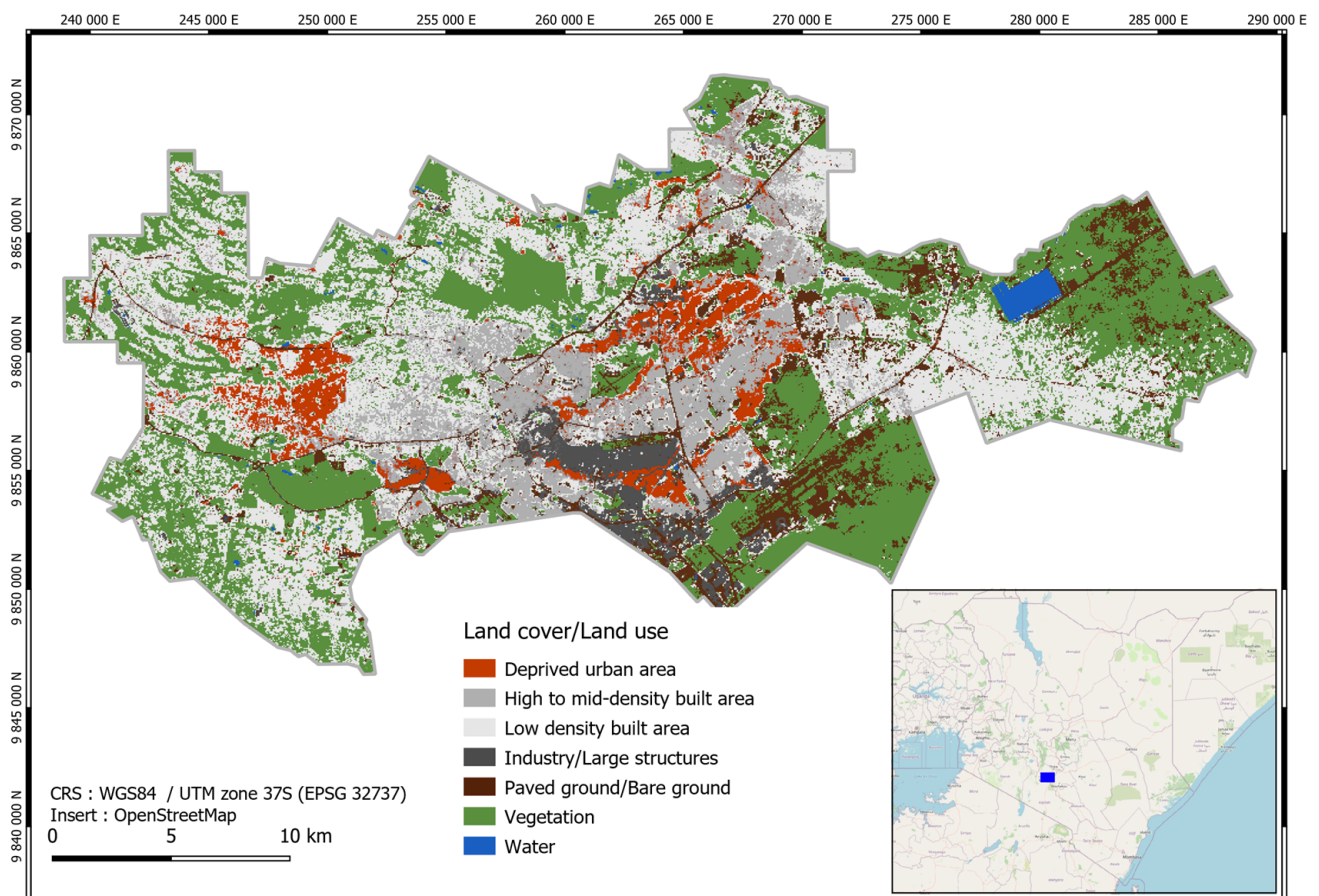 240 000 E 245 000 E 250 000 E 255 000 E 260 000 E 265 000 E 270 000 E 275 000 E 280 000 E 285 000 E 290 000 E
9 870 000 N
9 865 000 N
9 860 000 N
9 855 000 N
9 850 000 N
9 845 000 N
9 840 000 N
Land cover/Land use
Deprived urban area
High to mid-density built area
Low density built area
Industry/Large structures
Paved ground/Bare ground
Vegetation
Water
CRS : WGS84 / UTM zone 37S (EPSG 32737)
Insert : OpenStreetMap
0 5 10 km